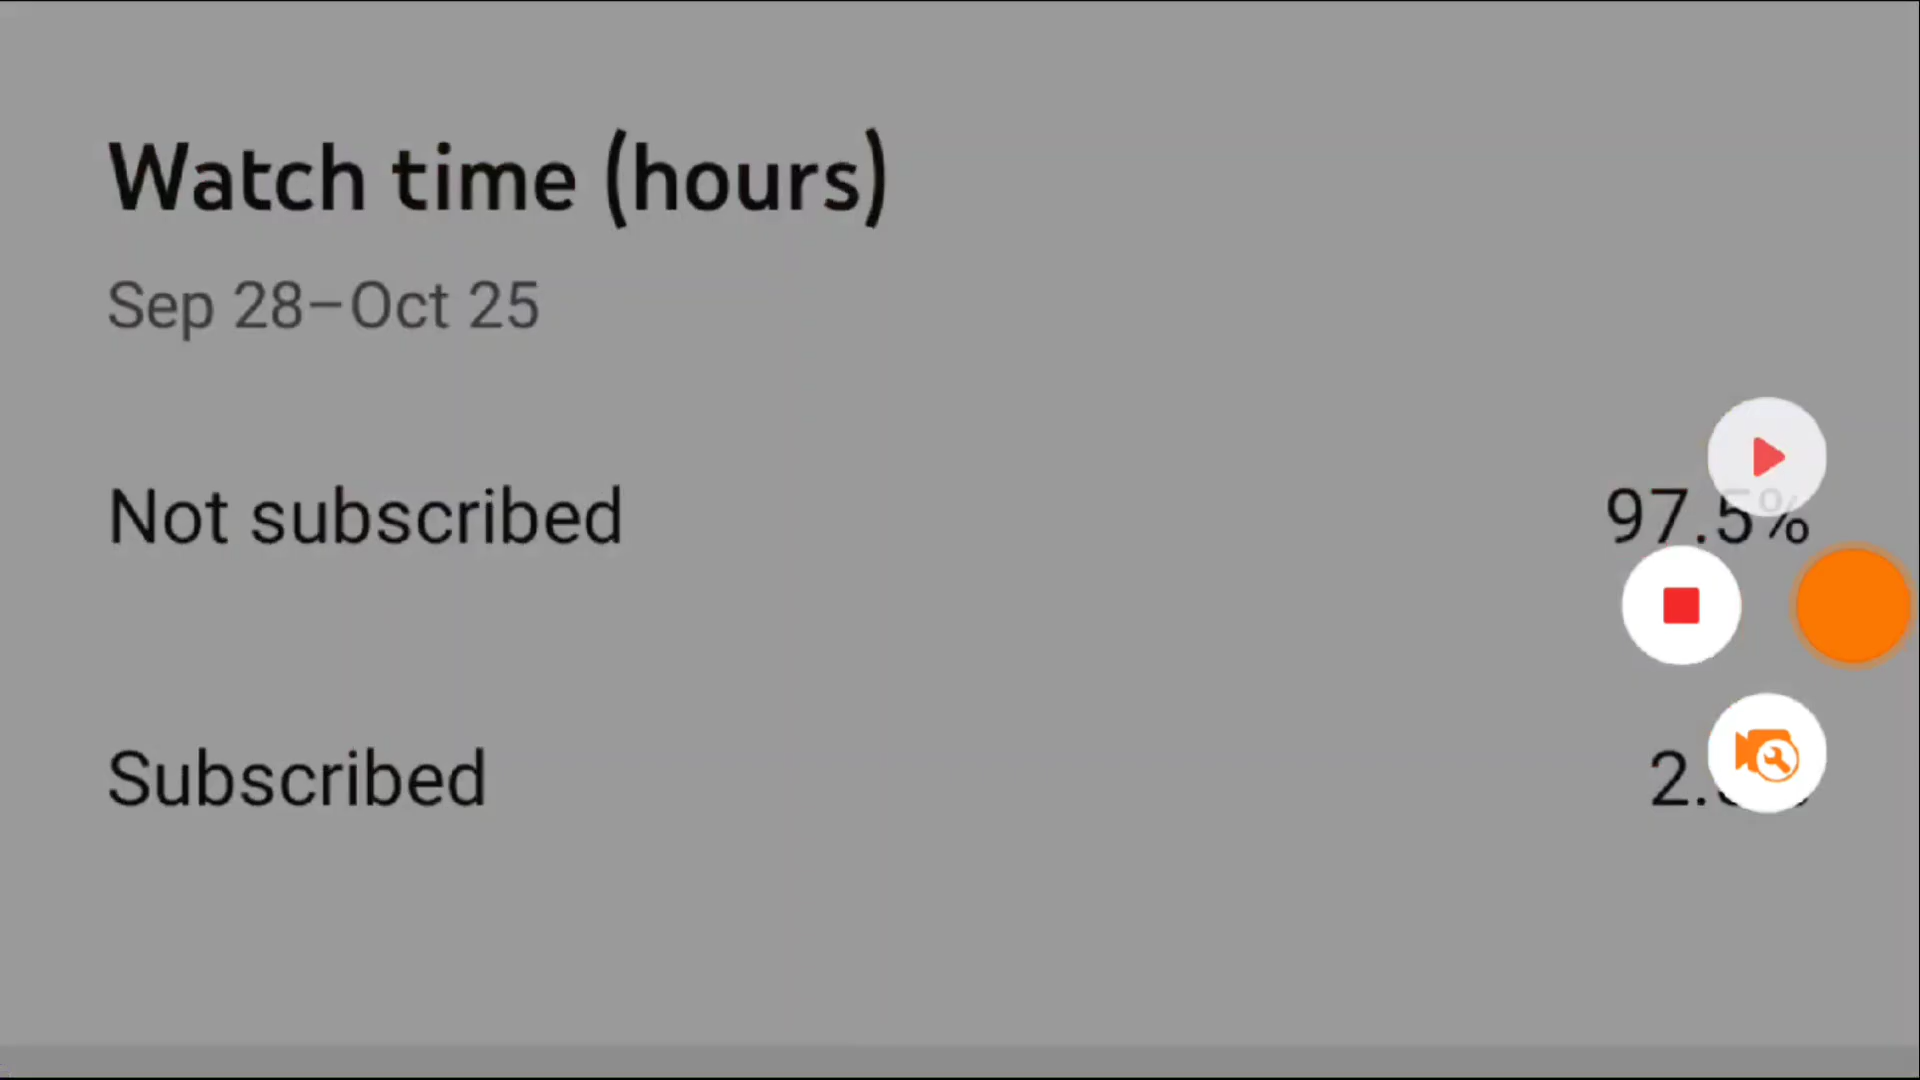 Watch time (hours)
Sep 28–Oct 25
Not subscribed
97.5%
Subscribed